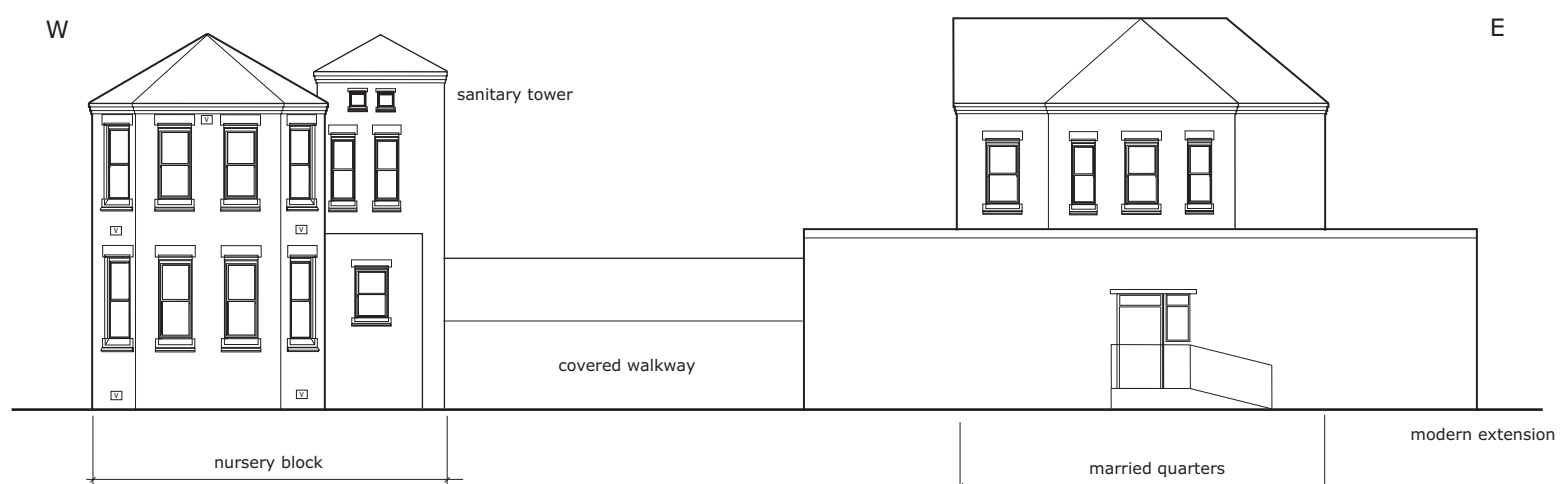 W
E
sanitary tower
V
V
V
covered walkway
V
V
modern extension
nursery block
married quarters